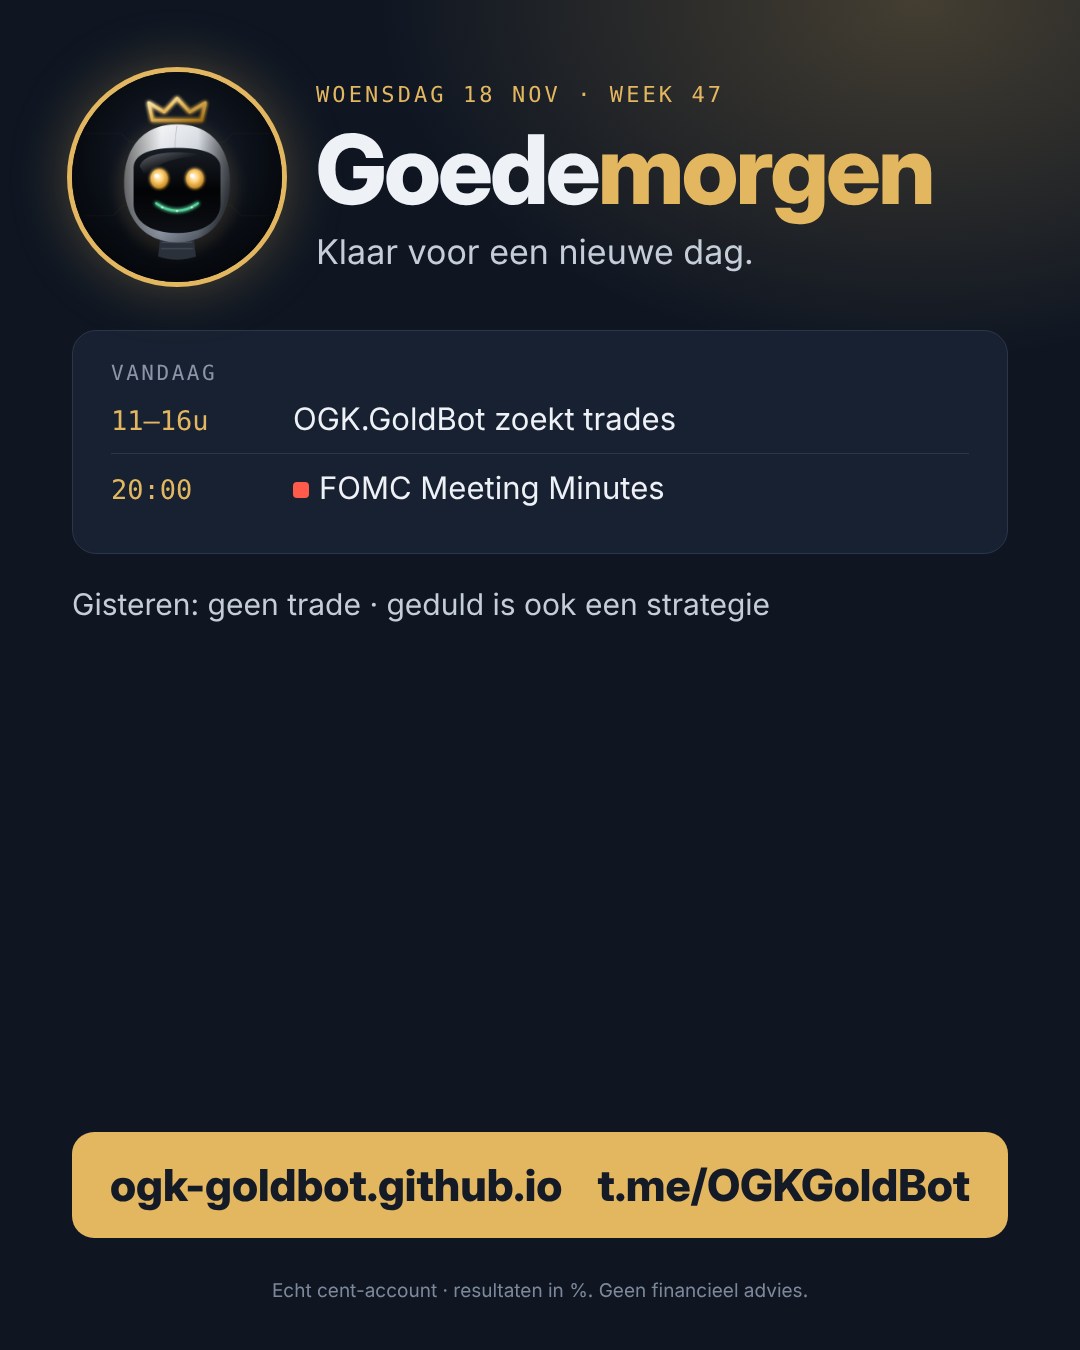 WOENSDAG 18 NOV · WEEK 47
Goedemorgen
Klaar voor een nieuwe dag.
VANDAAG
11–16u OGK.GoldBot zoekt trades
20:00 FOMC Meeting Minutes
Gisteren: geen trade · geduld is ook een strategie
ogk-goldbot.github.io t.me/OGKGoldBot
Echt cent-account · resultaten in %. Geen financieel advies.